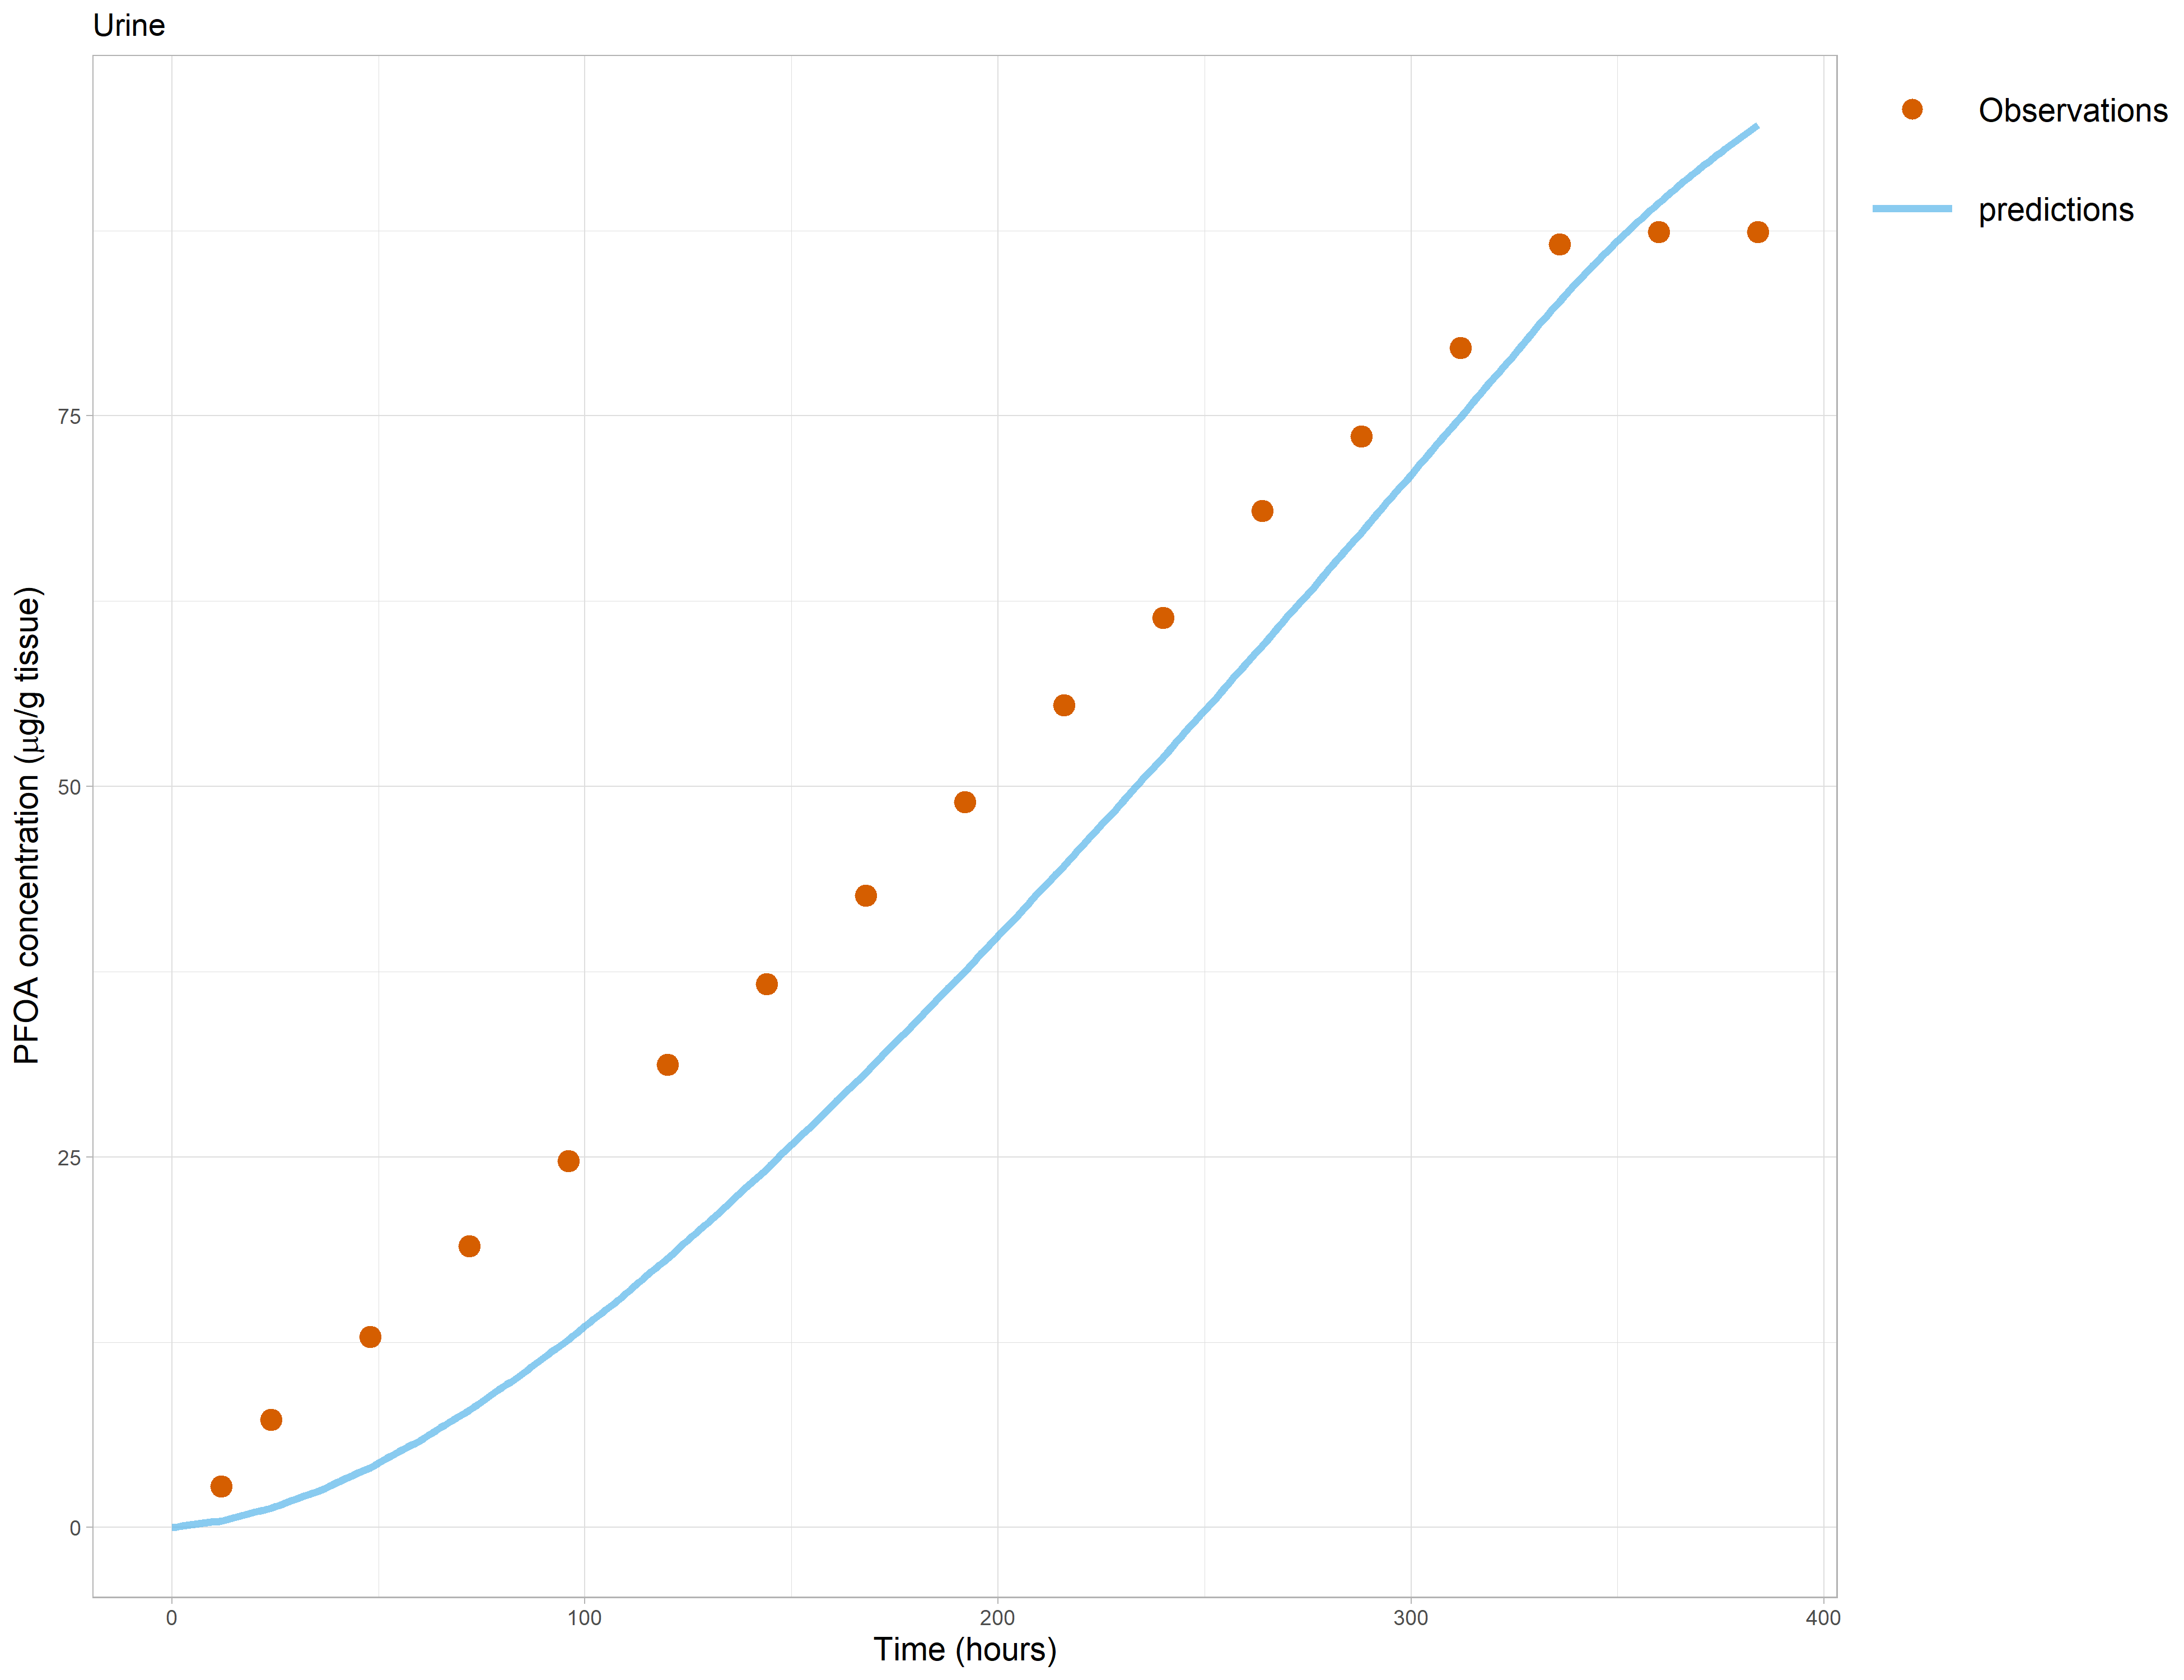 Urine
Observations
predictions
PFOA concentration (μg/g tissue)
75
50
25
0
0 100 200 300 400
Time (hours)